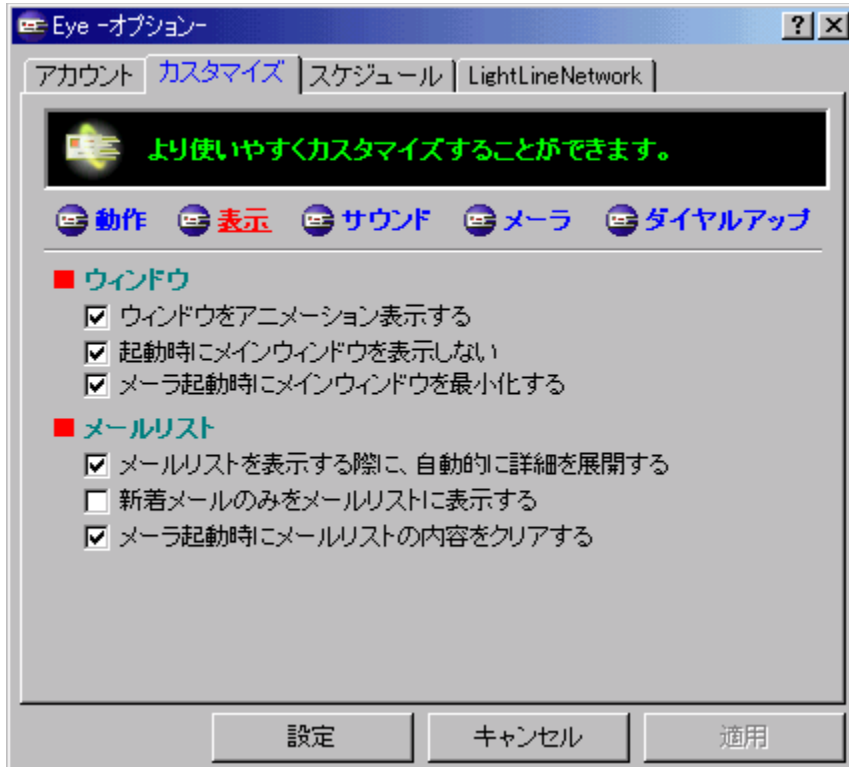 Eye -オプション-
アカウント カスタマイズ スケジュール LightLineNetwork
より使いやすくカスタマイズすることができます。
動作 表示 サウンド メーラ ダイヤルアップ
ウィンドウ
ウィンドウをアニメーション表示する
起動時にメインウィンドウを表示しない
メーラ起動時にメインウィンドウを最小化する
メールリスト
メールリストを表示する際に、自動的に詳細を展開する
新着メールのみをメールリストに表示する
メーラ起動時にメールリストの内容をクリアする
設定 キャンセル 適用